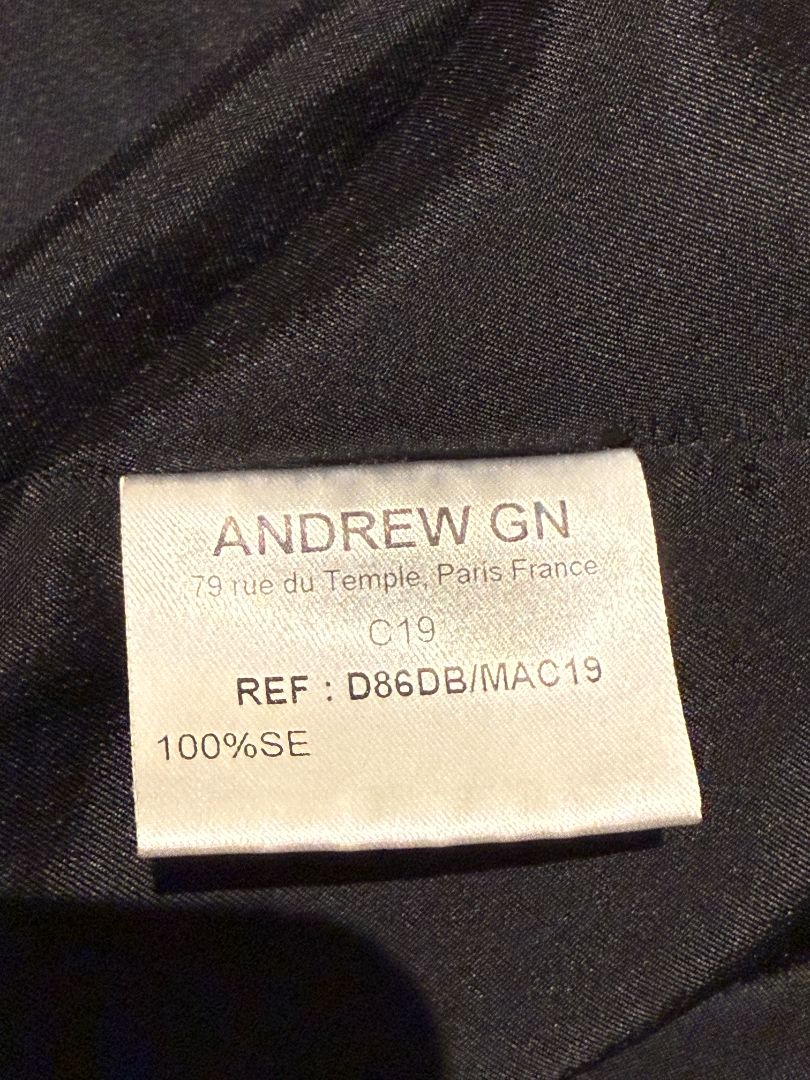 ANDREW GN
79 rue du Temple, Paris France
C19
REF : D86DB/MAC19
100%SE